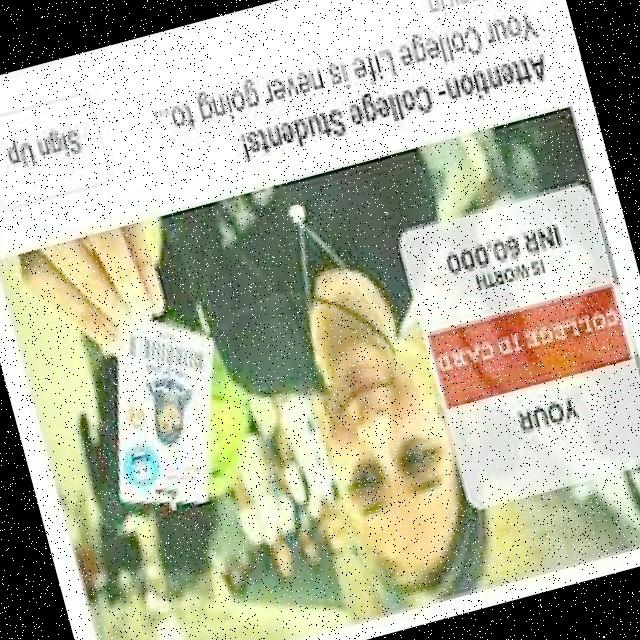 YOUR
COLLEGE ID CARD
IS WORTH
INR 60,000
Attention - College Students!
Your College Life is never going to...
Sign Up